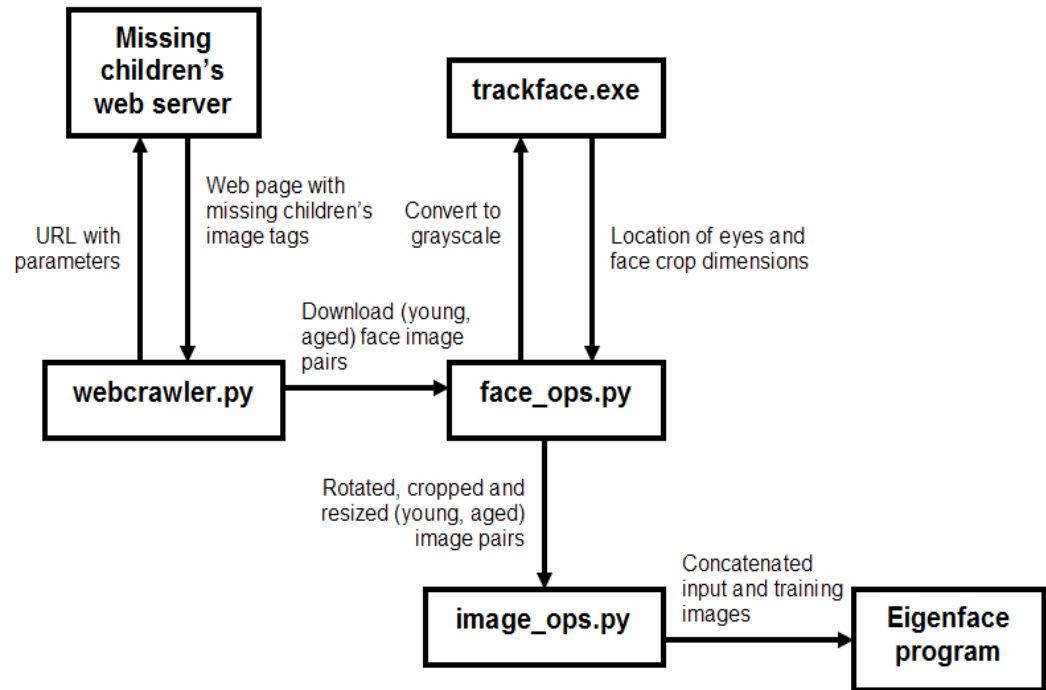 Missing
children's
web server
trackface.exe
URL with
parameters
Web page with
missing children's
image tags
Convert to
grayscale
Location of eyes and
face crop dimensions
Download (young,
aged) face image
pairs
webcrawler.py
face_ops.py
Rotated, cropped and
resized (young, aged)
image pairs
image_ops.py
Concatenated
input and training
images
Eigenface
program